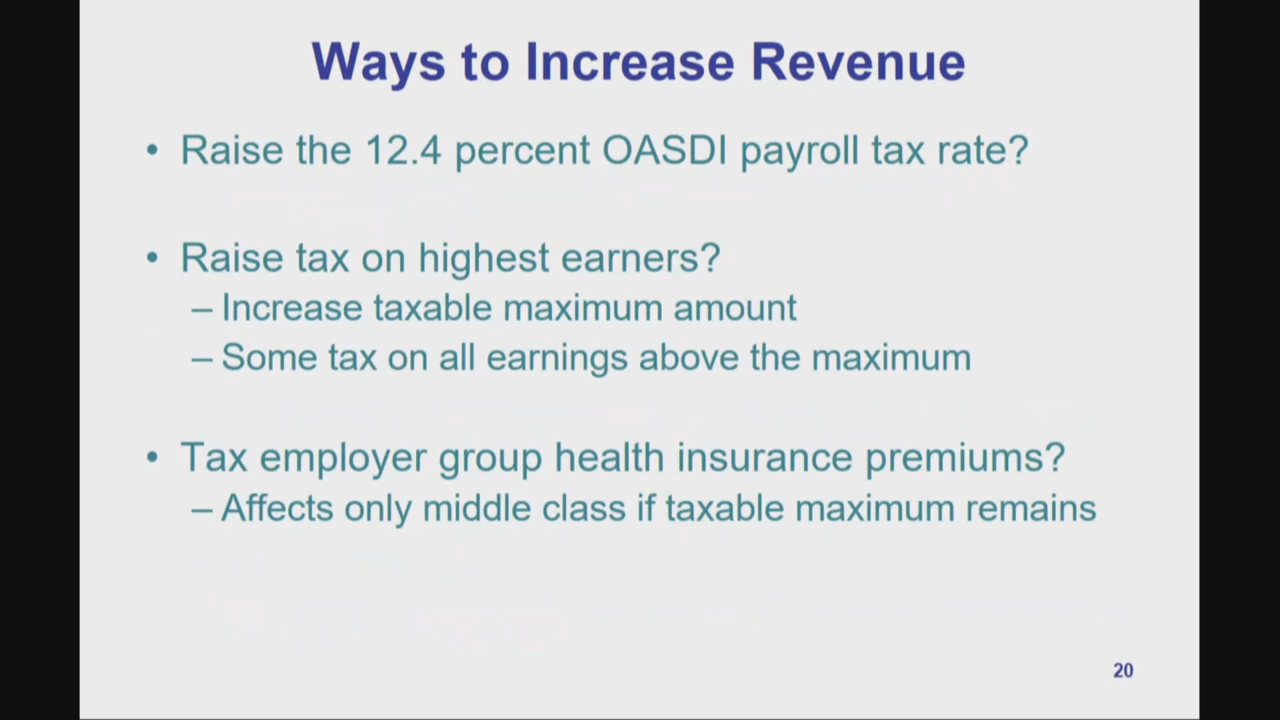 Ways to Increase Revenue
• Raise the 12.4 percent OASDI payroll tax rate?
• Raise tax on highest earners?
– Increase taxable maximum amount
– Some tax on all earnings above the maximum
• Tax employer group health insurance premiums?
– Affects only middle class if taxable maximum remains
20